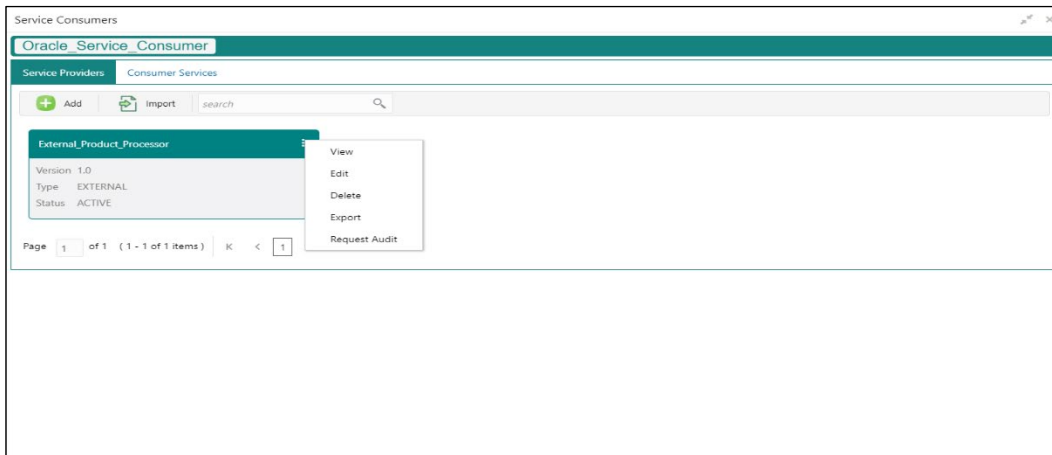 Service Consumers
Oracle_Service_Consumer
Service Providers Consumer Services
Add Import search
External_Product_Processor
Version 1.0
Type EXTERNAL
Status ACTIVE
View
Edit
Delete
Export
Request Audit
Page 1 of 1 ( 1 - 1 of 1 items ) K < 1